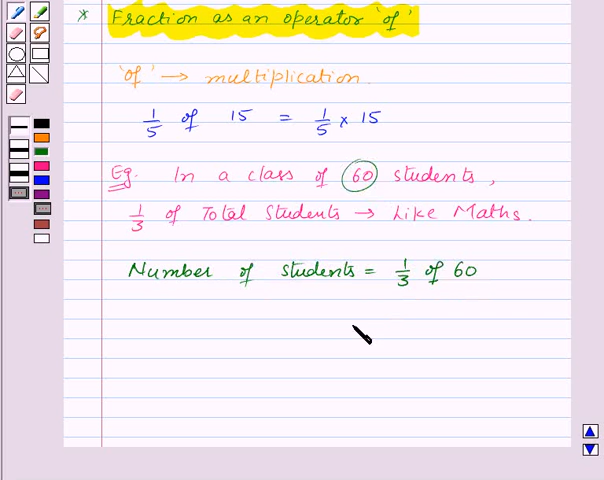 * Fraction as an operator 'of'
'of' → multiplication.
1/5 of 15 = 1/5 × 15
Eg. In a class of 60 students,
1/3 of Total Students → Like Maths.
Number of students = 1/3 of 60